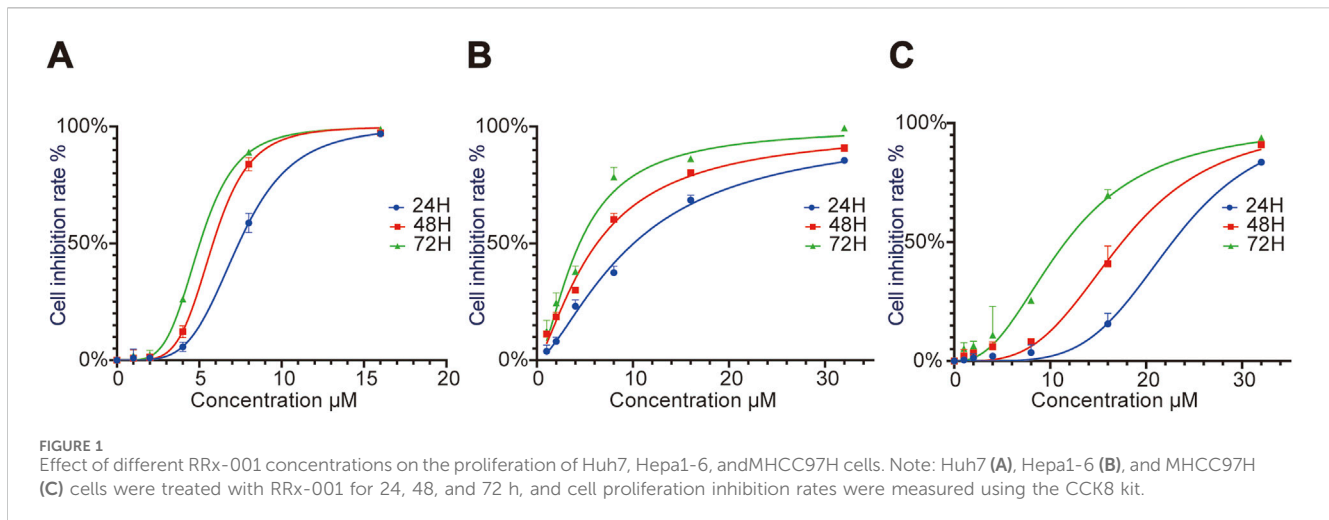 A
B
C
100%
50%
0%
Cell inhibition rate %
0
5
10
15
20
Concentration µM
24H
48H
72H
100%
50%
0%
Cell inhibition rate %
0
10
20
30
Concentration µM
24H
48H
72H
100%
50%
0%
Cell inhibition rate %
0
10
20
30
Concentration µM
24H
48H
72H
FIGURE 1
Effect of different RRx-001 concentrations on the proliferation of Huh7, Hepa1-6, andMHCC97H cells. Note: Huh7 (A), Hepa1-6 (B), and MHCC97H
(C) cells were treated with RRx-001 for 24, 48, and 72 h, and cell proliferation inhibition rates were measured using the CCK8 kit.